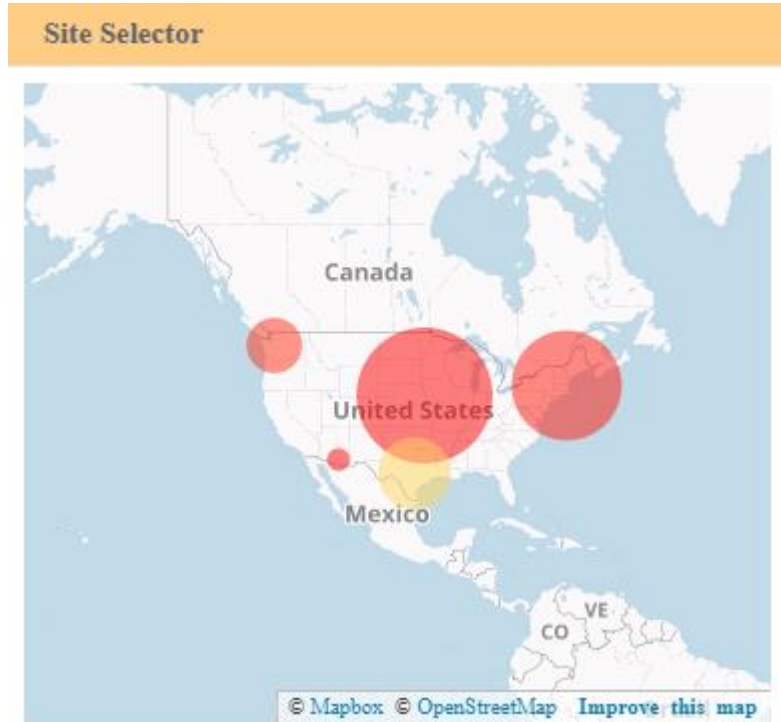 Site Selector
Canada
United States
Mexico
VE
CO
© Mapbox © OpenStreetMap Improve this map